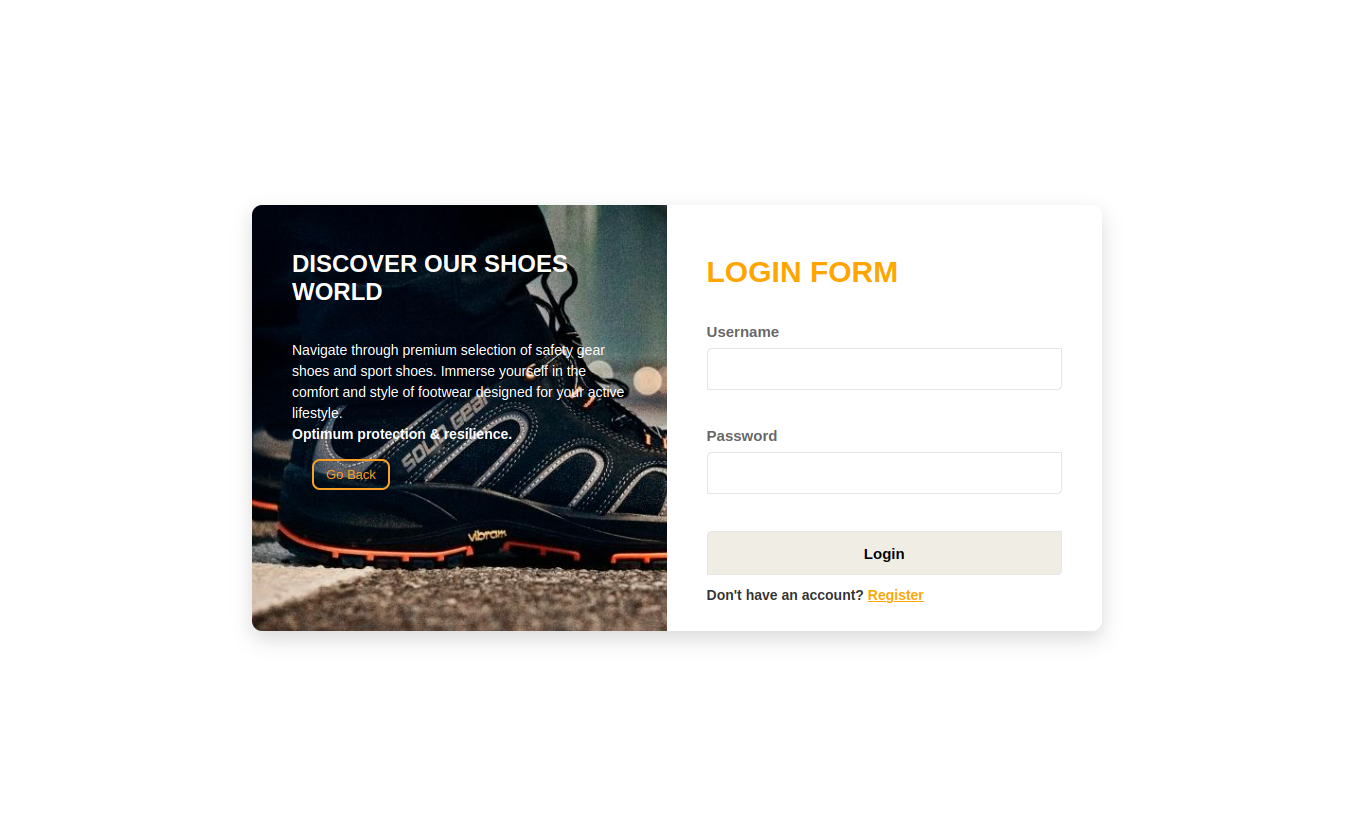 DISCOVER OUR SHOES
WORLD
Navigate through premium selection of safety gear
shoes and sport shoes. Immerse yourself in the
comfort and style of footwear designed for your active
lifestyle.
Optimum protection & resilience.
Go Back
SOLID GEAR
vibram
LOGIN FORM
Username
Password
Login
Don't have an account? Register